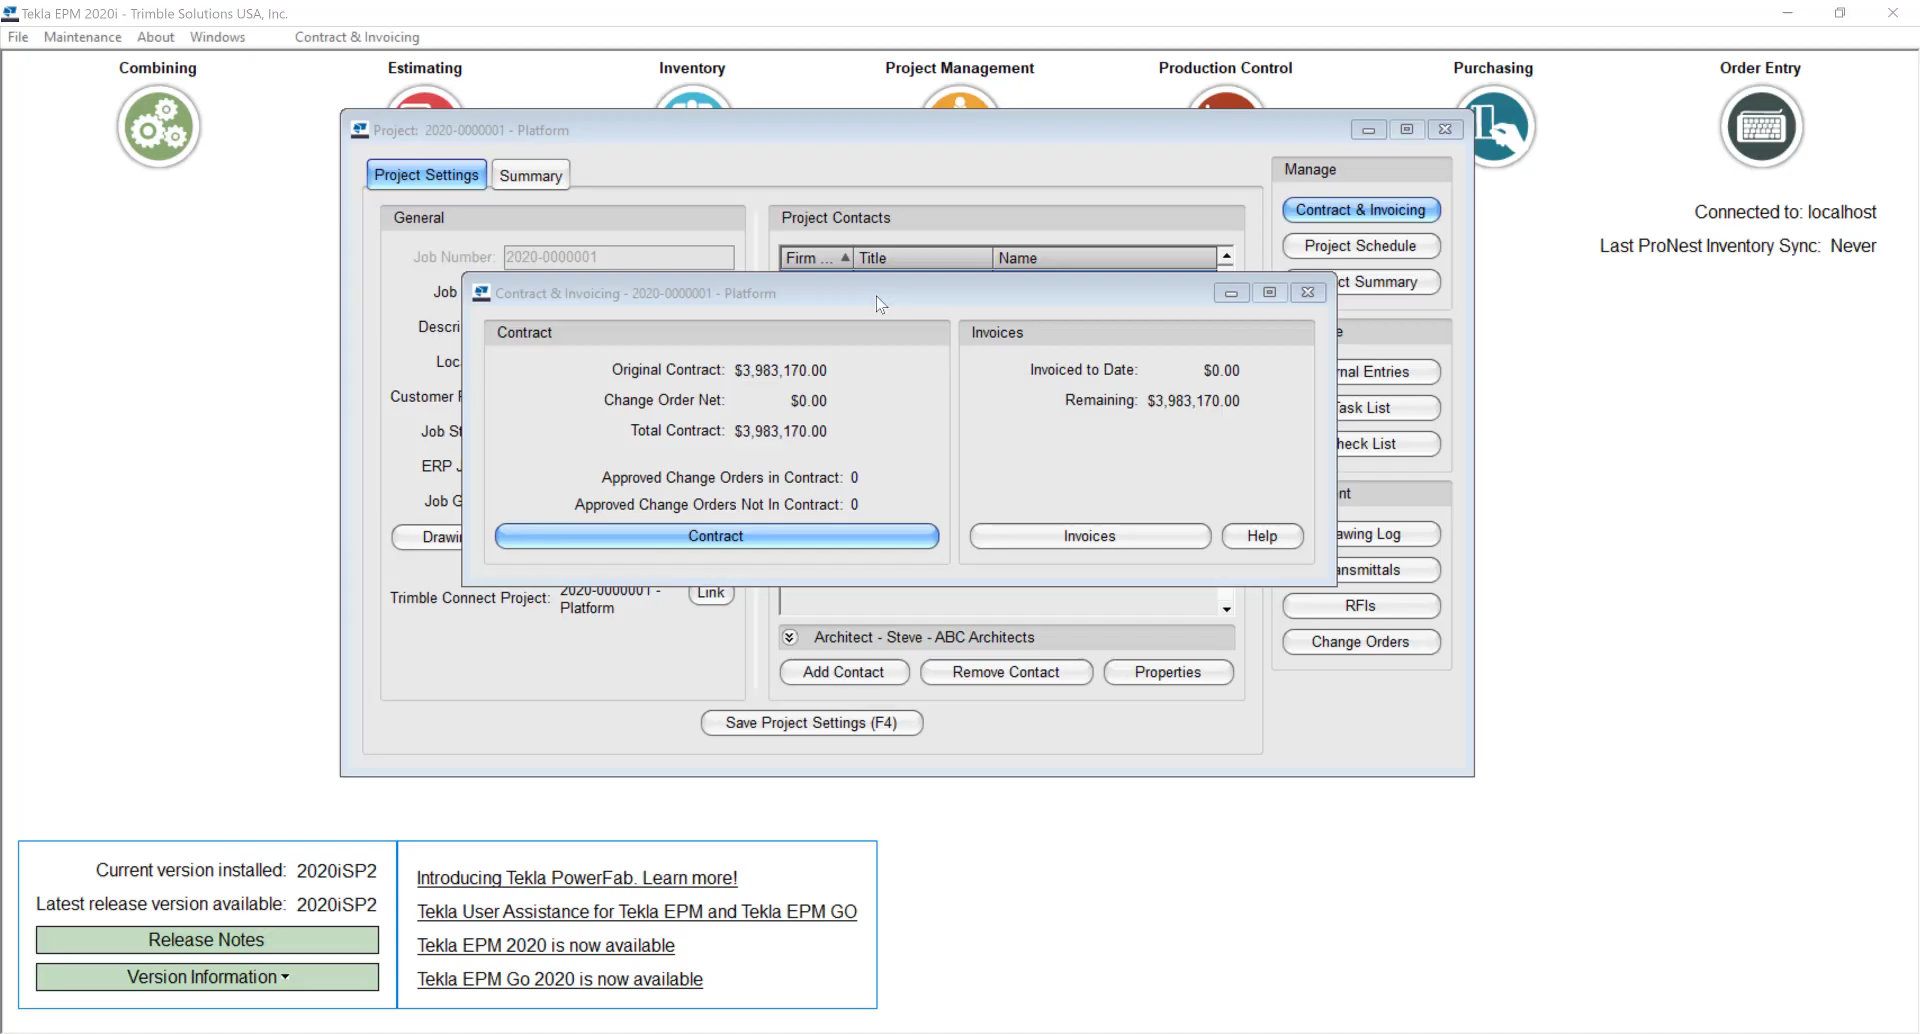 Tekla EPM 2020i - Trimble Solutions USA, Inc.
File Maintenance About Windows Contract & Invoicing
Combining Estimating Inventory Project Management Production Control Purchasing Order Entry
Connected to: localhost
Last ProNest Inventory Sync: Never
Project: 2020-0000001 - Platform
Project Settings Summary
General
Job Number: 2020-0000001
Job
Descri
Loc
Customer
Job St
ERP
Job G
Drawi
Trimble Connect Project: 2020-0000001 - Platform Link
Project Contacts
Firm ... Title Name
Architect - Steve - ABC Architects
Add Contact Remove Contact Properties
Save Project Settings (F4)
Manage
Contract & Invoicing
Project Schedule
ct Summary
e
rnal Entries
Task List
heck List
nt
awing Log
ansmittals
RFIs
Change Orders
Contract & Invoicing - 2020-0000001 - Platform
Contract
Original Contract: $3,983,170.00
Change Order Net: $0.00
Total Contract: $3,983,170.00
Approved Change Orders in Contract: 0
Approved Change Orders Not In Contract: 0
Contract
Invoices
Invoiced to Date: $0.00
Remaining: $3,983,170.00
Invoices Help
Current version installed: 2020iSP2
Latest release version available: 2020iSP2
Release Notes
Version Information
Introducing Tekla PowerFab. Learn more!
Tekla User Assistance for Tekla EPM and Tekla EPM GO
Tekla EPM 2020 is now available
Tekla EPM Go 2020 is now available